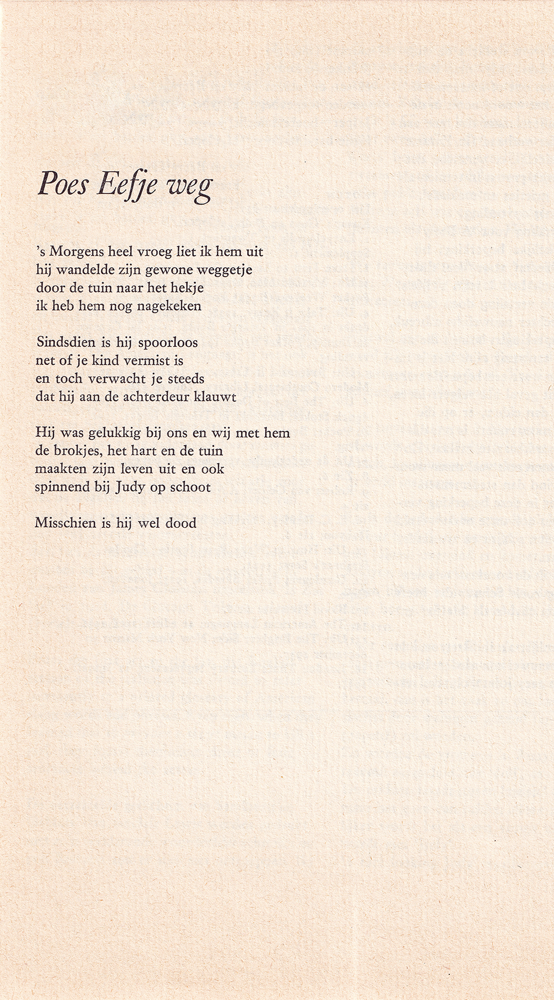 Poes Eefje weg
’s Morgens heel vroeg liet ik hem uit
hij wandelde zijn gewone weggetje
door de tuin naar het hekje
ik heb hem nog nagekeken
Sindsdien is hij spoorloos
net of je kind vermist is
en toch verwacht je steeds
dat hij aan de achterdeur klauwt
Hij was gelukkig bij ons en wij met hem
de brokjes, het hart en de tuin
maakten zijn leven uit en ook
spinnend bij Judy op schoot
Misschien is hij wel dood